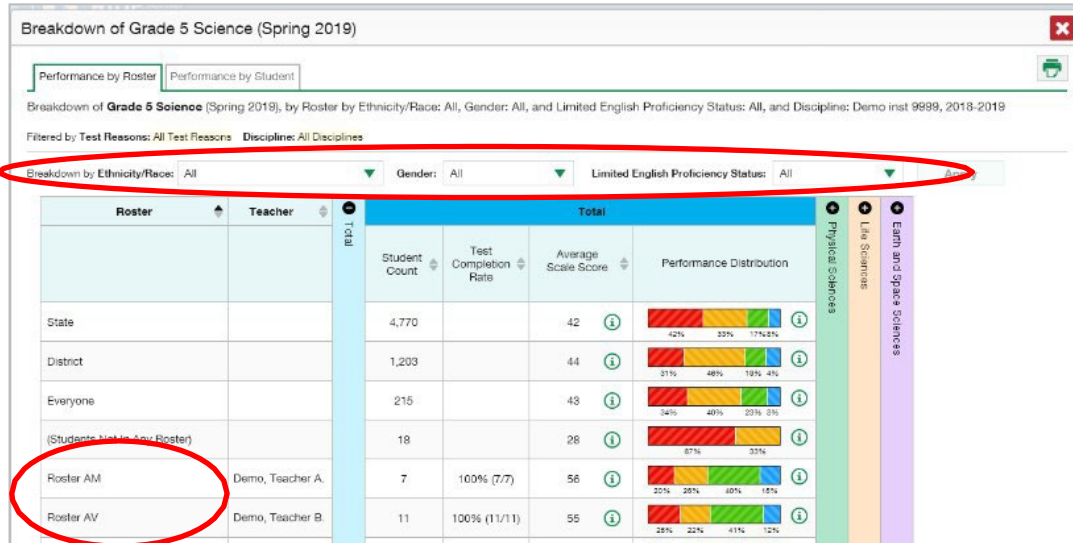 Breakdown of Grade 5 Science (Spring 2019)
Performance by Roster Performance by Student
Breakdown of Grade 5 Science (Spring 2019), by Roster by Ethnicity/Race: All, Gender: All, and Limited English Proficiency Status: All, and Discipline: Demo inst 9999, 2018-2019
Filtered by Test Reasons: All Test Reasons Discipline: All Disciplines
Breakdown by Ethnicity/Race: All Gender: All Limited English Proficiency Status: All Apply
Roster Teacher Total Total Physical Sciences Life Sciences Earth and Space Sciences
Student Count Test Completion Rate Average Scale Score Performance Distribution
State 4,770 42
42% 33% 17% 8%
District 1,203 44
31% 46% 19% 4%
Everyone 215 43
34% 40% 23% 3%
(Students Not In Any Roster) 18 28
67% 33%
Roster AM Demo, Teacher A. 7 100% (7/7) 56
40%
Roster AV Demo, Teacher B. 11 100% (11/11) 55
22% 41% 12%